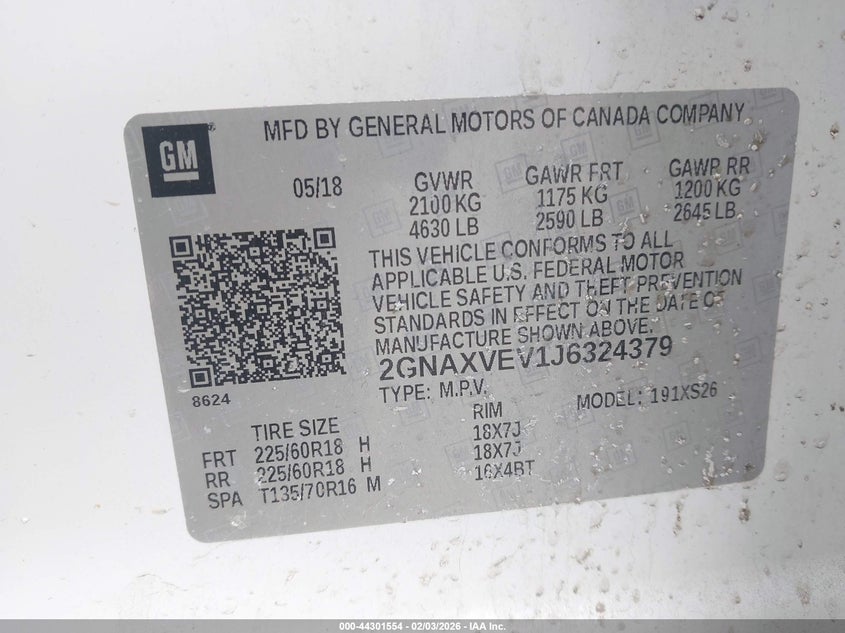 GM
®
MFD BY GENERAL MOTORS OF CANADA COMPANY
05/18
GVWR
2100 KG
4630 LB
GAWR FRT
1175 KG
2590 LB
GAWR RR
1200 KG
2645 LB
THIS VEHICLE CONFORMS TO ALL
APPLICABLE U.S. FEDERAL MOTOR
VEHICLE SAFETY AND THEFT PREVENTION
STANDARDS IN EFFECT ON THE DATE OF
MANUFACTURE SHOWN ABOVE.
2GNAXVEV1J6324379
TYPE: M.P.V.
MODEL: 191XS26
8624
TIRE SIZE RIM
FRT 225/60R18 H 18X7J
RR 225/60R18 H 18X7J
SPA T135/70R16 M 16X4BT
000-44301554 - 02/03/2026 - IAA Inc.